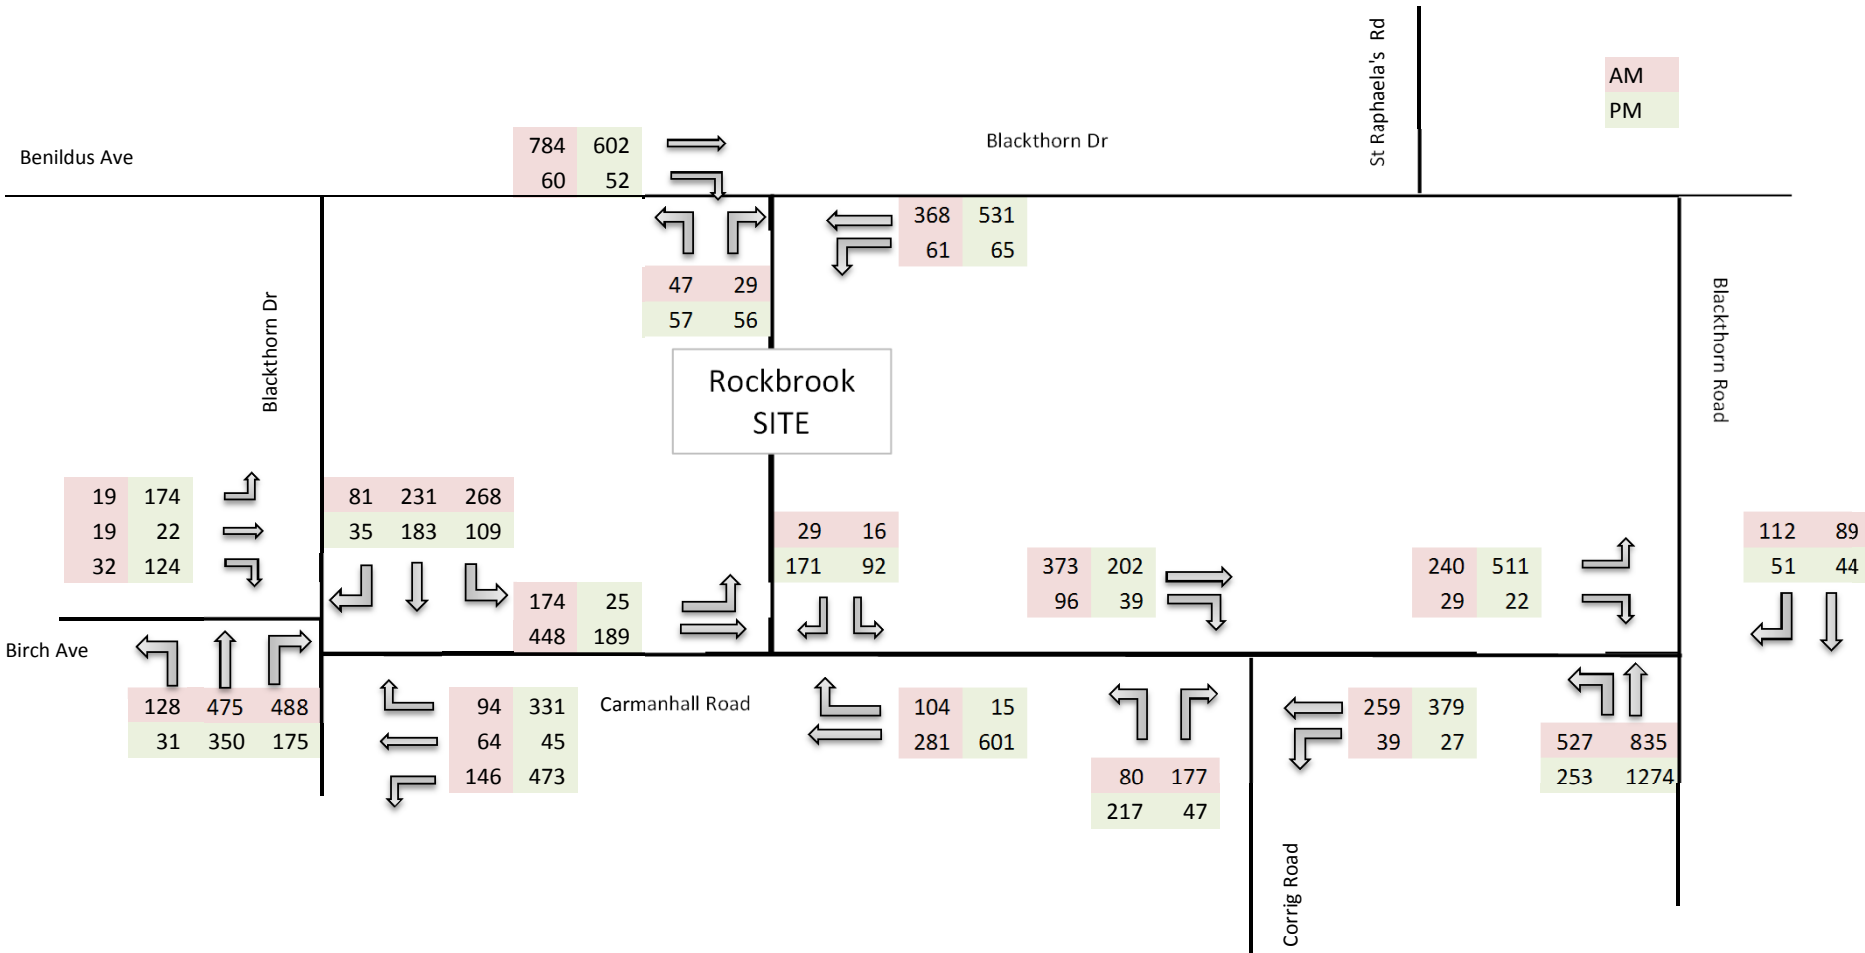 St Raphaela's Rd
AM
PM
Benildus Ave
784 602
60 52
Blackthorn Dr
368 531
61 65
47 29
57 56
Blackthorn Dr
Blackthorn Road
Rockbrook
SITE
19 174
19 22
32 124
81 231 268
35 183 109
174 25
448 189
29 16
171 92
373 202
96 39
240 511
29 22
112 89
51 44
Birch Ave
128 475 488
31 350 175
94 331
64 45
146 473
Carmanhall Road
104 15
281 601
80 177
217 47
259 379
39 27
527 835
253 1274
Corrig Road